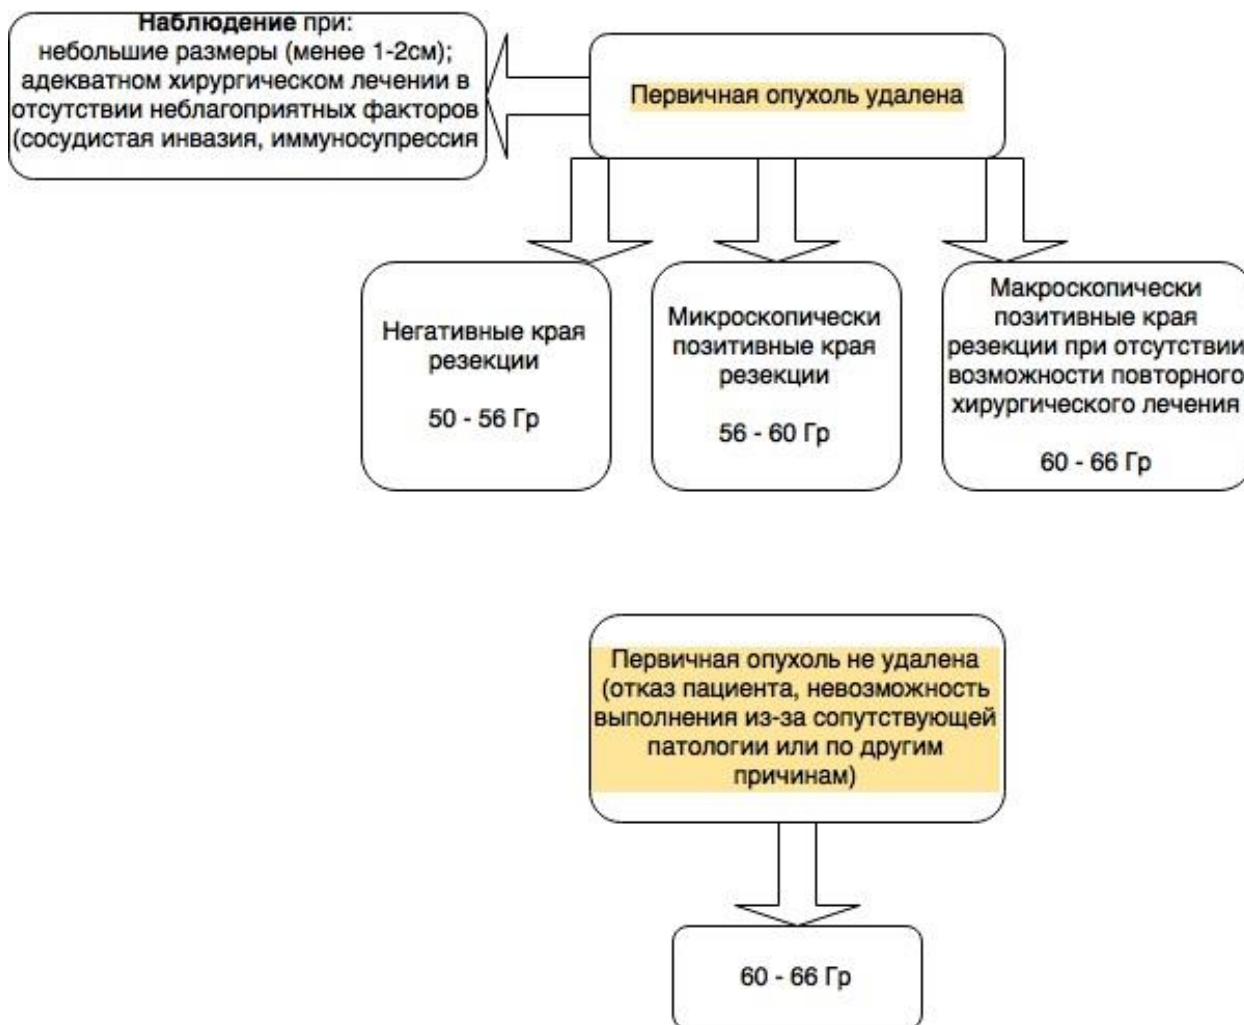 Наблюдение при:
небольшие размеры (менее 1-2см);
адекватном хирургическом лечении в
отсутствии неблагоприятных факторов
(сосудистая инвазия, иммуносупрессия
Первичная опухоль удалена
Негативные края
резекции
50 - 56 Гр
Микроскопически
позитивные края
резекции
56 - 60 Гр
Макроскопически
позитивные края
резекции при отсутствии
возможности повторного
хирургического лечения
60 - 66 Гр
Первичная опухоль не удалена
(отказ пациента, невозможность
выполнения из-за сопутствующей
патологии или по другим
причинам)
60 - 66 Гр